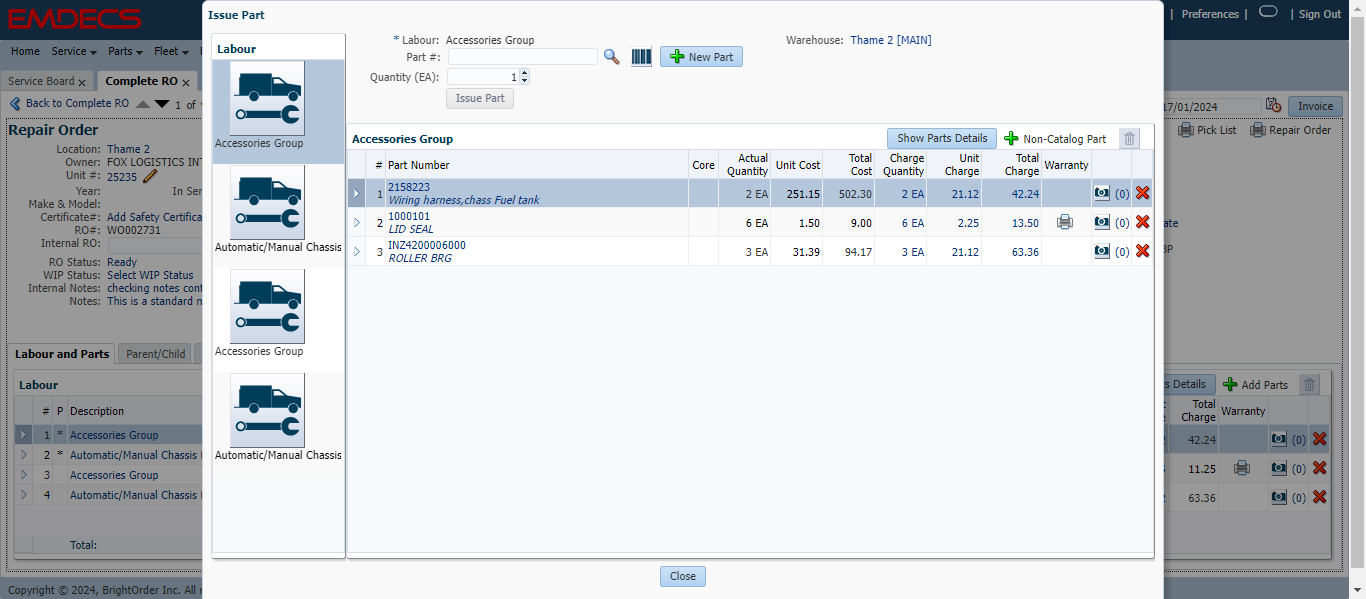 EMDECS
| Preferences | | Sign Out
Home Service Parts Fleet
Service Board x Complete RO x
Back to Complete RO 1 of
17/01/2024 Invoice
Pick List Repair Order
Repair Order
Location: Thame 2
Owner: FOX LOGISTICS INT
Unit #: 25235
Year: In Ser
Make & Model:
Certificate#: Add Safety Certifica
RO#: WO002731
Internal RO:
RO Status: Ready
WIP Status: Select WIP Status
Internal Notes: checking notes cont
Notes: This is a standard n
Labour and Parts Parent/Child
Labour
# P Description
1 * Accessories Group
2 * Automatic/Manual Chassis
3 Accessories Group
4 Automatic/Manual Chassis
Total:
Copyright © 2024, BrightOrder Inc. All r
Issue Part
Labour
Accessories Group
Automatic/Manual Chassis
Accessories Group
Automatic/Manual Chassis
* Labour: Accessories Group Warehouse: Thame 2 [MAIN]
Part #: New Part
Quantity (EA): 1
Issue Part
Accessories Group Show Parts Details Non-Catalog Part
# Part Number Core Actual Quantity Unit Cost Total Cost Charge Quantity Unit Charge Total Charge Warranty
1 2158223 2 EA 251.15 502.30 2 EA 21.12 42.24 (0)
Wiring harness,chass Fuel tank
2 1000101 6 EA 1.50 9.00 6 EA 2.25 13.50 (0)
LID SEAL
3 INZ4200006000 3 EA 31.39 94.17 3 EA 21.12 63.36 (0)
ROLLER BRG
Close
ate
BP
s Details Add Parts
Total Charge Warranty
42.24 (0)
11.25 (0)
63.36 (0)